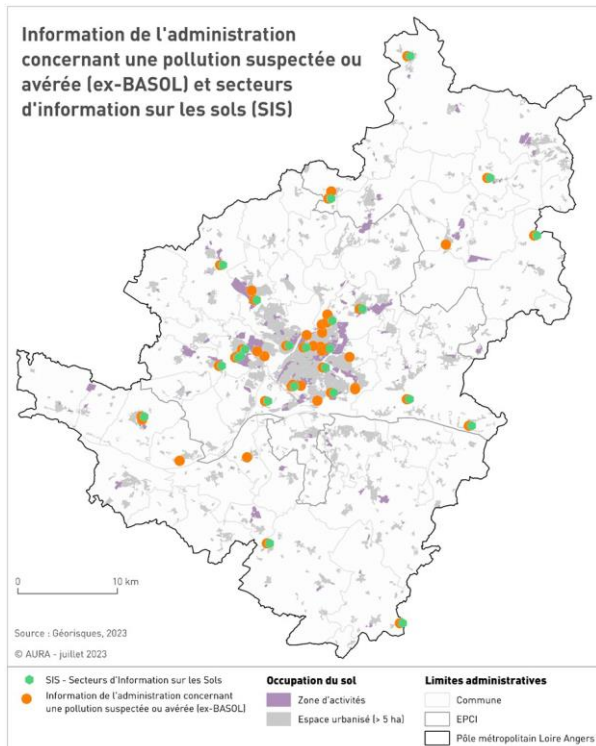 Information de l'administration
concernant une pollution suspectée ou
avérée (ex-BASOL) et secteurs
d'information sur les sols (SIS)
0
10 km
Source : Géorisques, 2023
© AURA - juillet 2023
SIS - Secteurs d'Information sur les Sols
Information de l'administration concernant
une pollution suspectée ou avérée (ex-BASOL)
Occupation du sol
Zone d'activités
Espace urbanisé (> 5 ha)
Limites administratives
Commune
EPCI
Pôle métropolitain Loire Angers